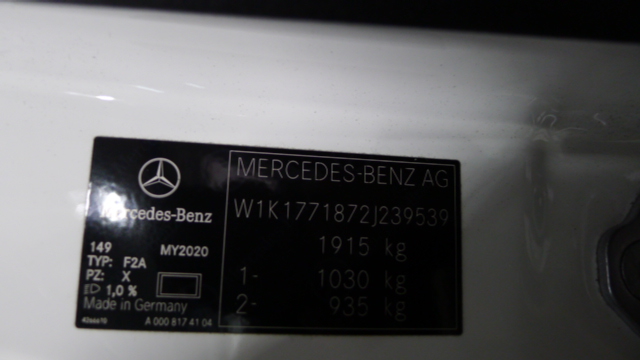 MERCEDES-BENZ AG
Mercedes-Benz
W1K1771872J239539
149 MY2020
1915 kg
TYP: F2A
PZ: X
1- 1030 kg
1,0 %
2- 935 kg
Made in Germany
A 000 817 41 04